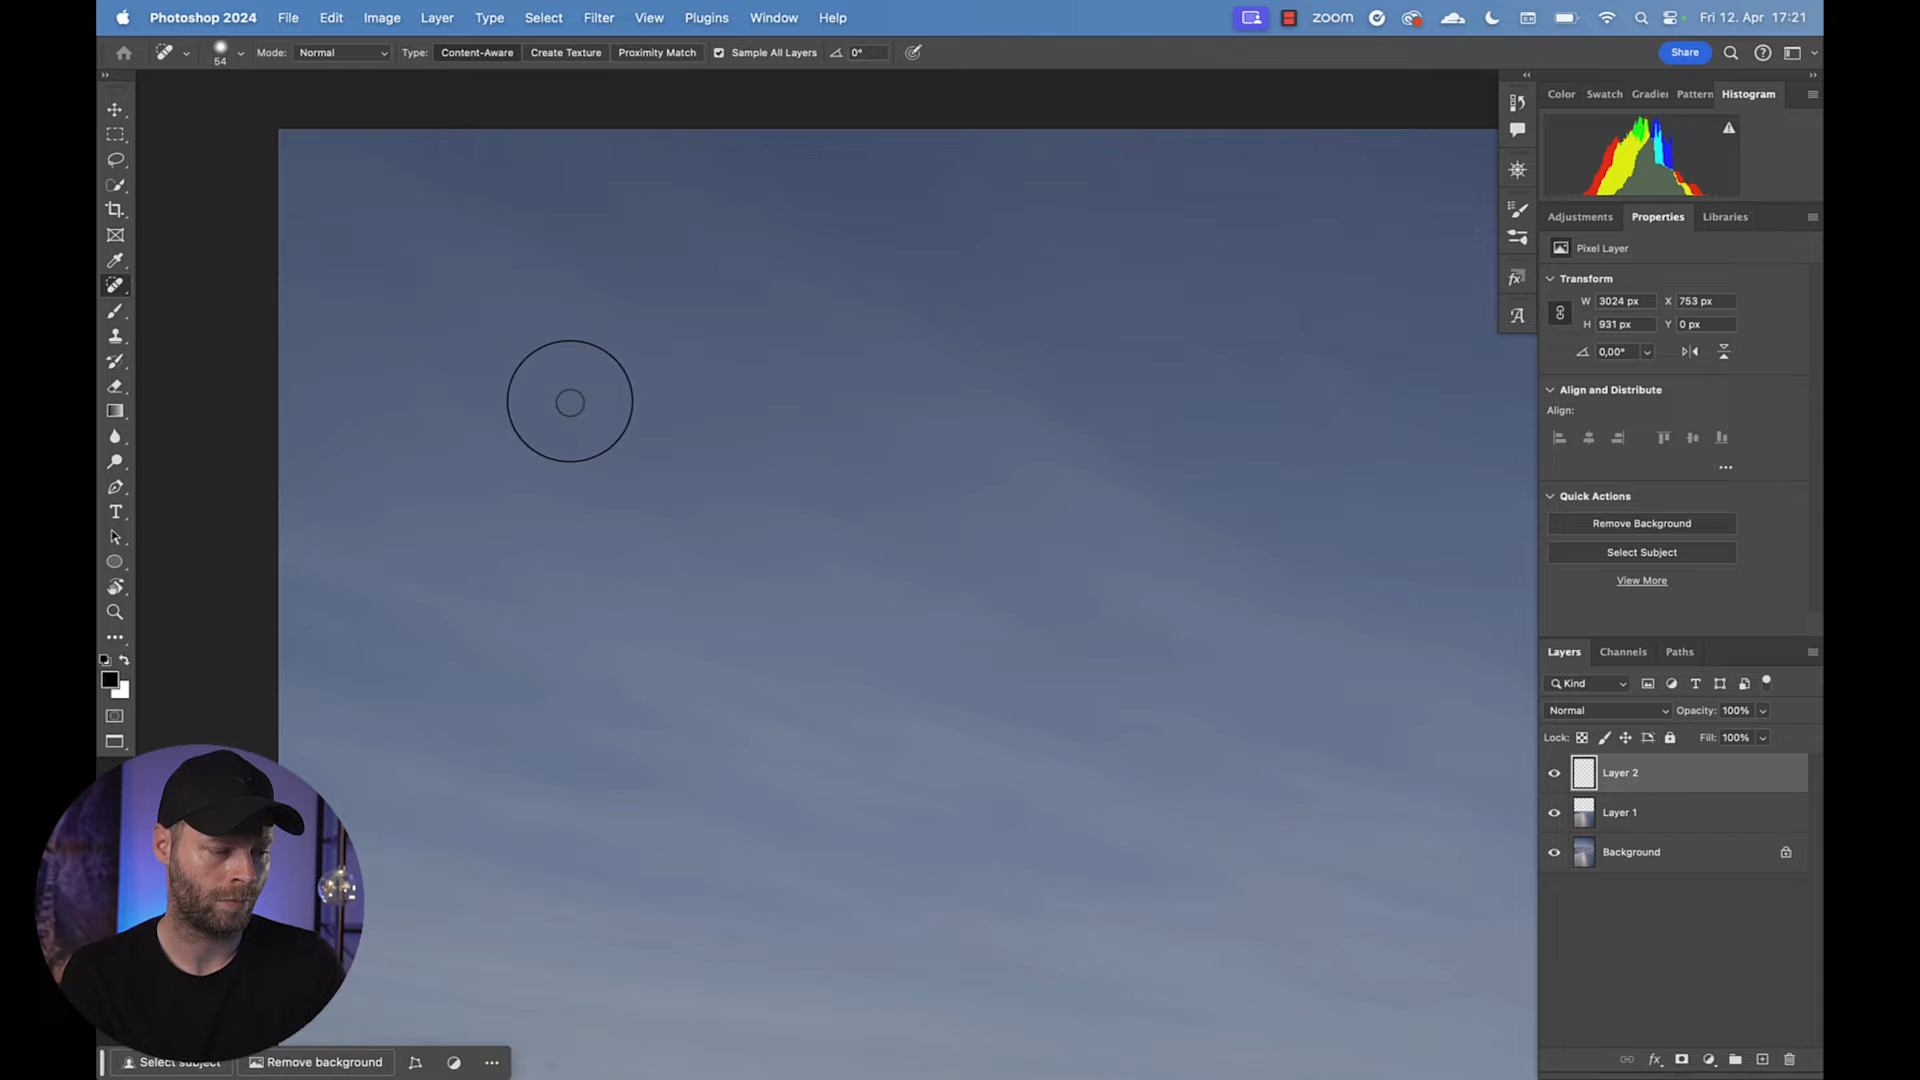 Photoshop 2024 File Edit Image Layer Type Select Filter View Plugins Window Help zoom Fri 12. Apr 17:21
54 Mode: Normal Type: Content-Aware Create Texture Proximity Match Sample All Layers 0° Share
Color Swatch Gradier Pattern Histogram
Adjustments Properties Libraries
Pixel Layer
Transform
W 3024 px X 753 px
H 931 px Y 0 px
0,00°
Align and Distribute
Align:
Quick Actions
Remove Background
Select Subject
View More
Layers Channels Paths
Kind
Normal Opacity: 100%
Lock: Fill: 100%
Layer 2
Layer 1
Background
Select subject Remove background